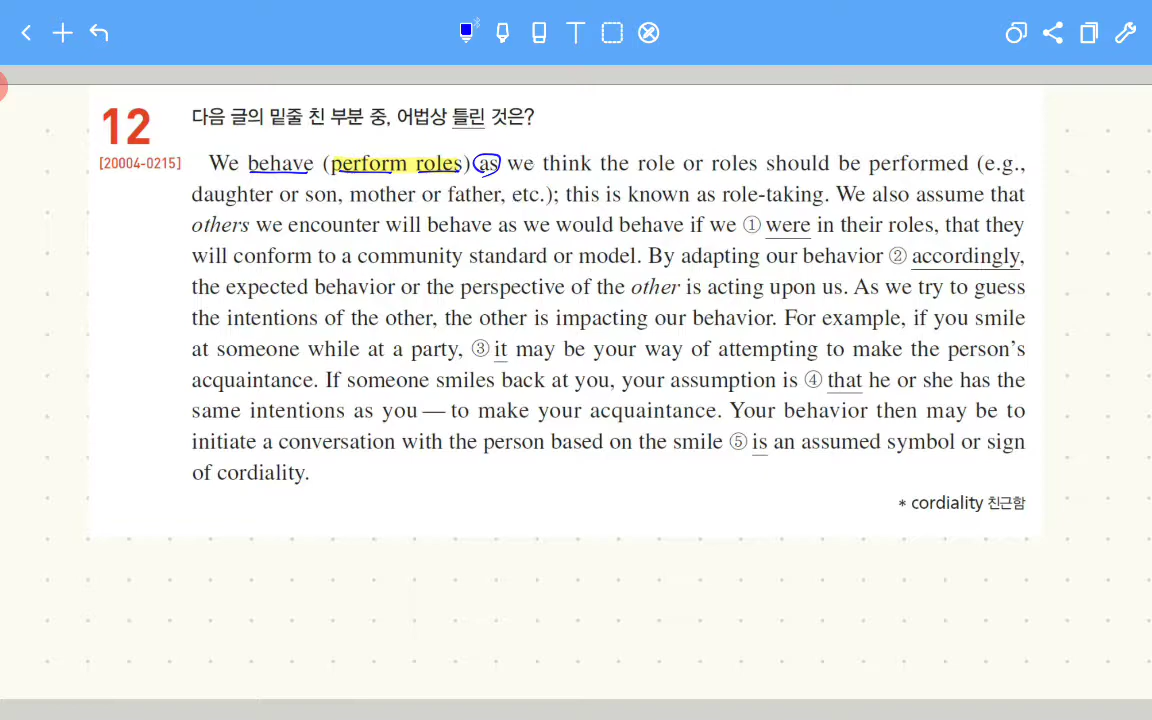 12 다음 글의 밑줄 친 부분 중, 어법상 틀린 것은?
[20004-0215] We behave (perform roles) as we think the role or roles should be performed (e.g.,
daughter or son, mother or father, etc.); this is known as role-taking. We also assume that
others we encounter will behave as we would behave if we ① were in their roles, that they
will conform to a community standard or model. By adapting our behavior ② accordingly,
the expected behavior or the perspective of the other is acting upon us. As we try to guess
the intentions of the other, the other is impacting our behavior. For example, if you smile
at someone while at a party, ③ it may be your way of attempting to make the person's
acquaintance. If someone smiles back at you, your assumption is ④ that he or she has the
same intentions as you — to make your acquaintance. Your behavior then may be to
initiate a conversation with the person based on the smile ⑤ is an assumed symbol or sign
of cordiality.
* cordiality 친근함